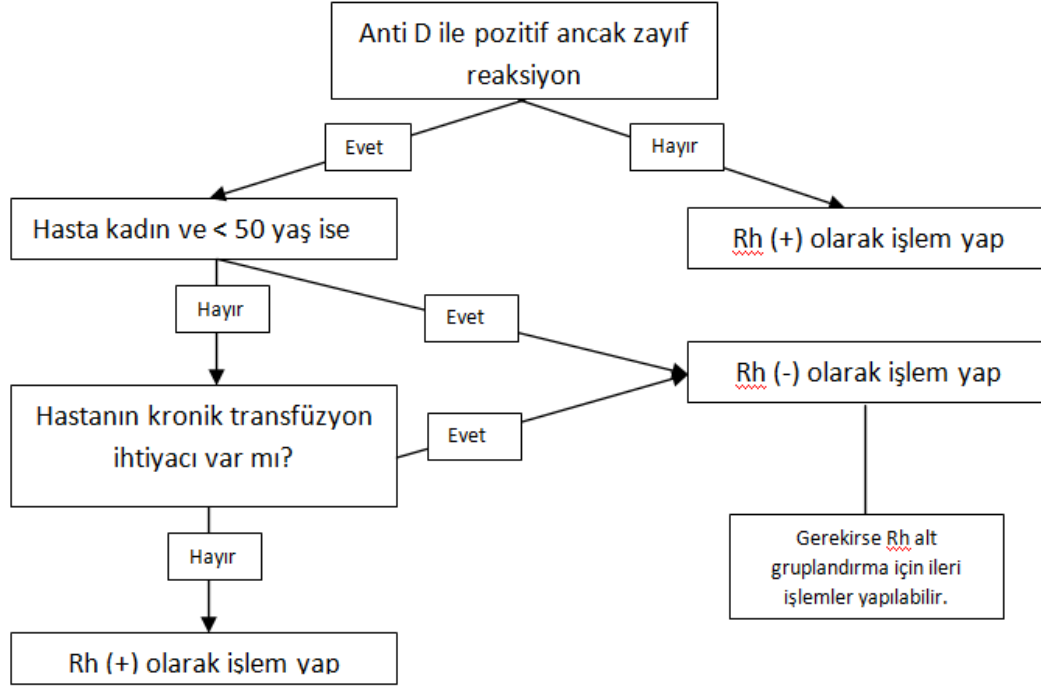 Anti D ile pozitif ancak zayıf
reaksiyon
Evet
Hayır
Hasta kadın ve < 50 yaş ise
Rh (+) olarak işlem yap
Hayır
Evet
Rh (-) olarak işlem yap
Hastanın kronik transfüzyon
ihtiyacı var mı?
Evet
Gerekirse Rh alt
gruplandırma için ileri
işlemler yapılabilir.
Hayır
Rh (+) olarak işlem yap